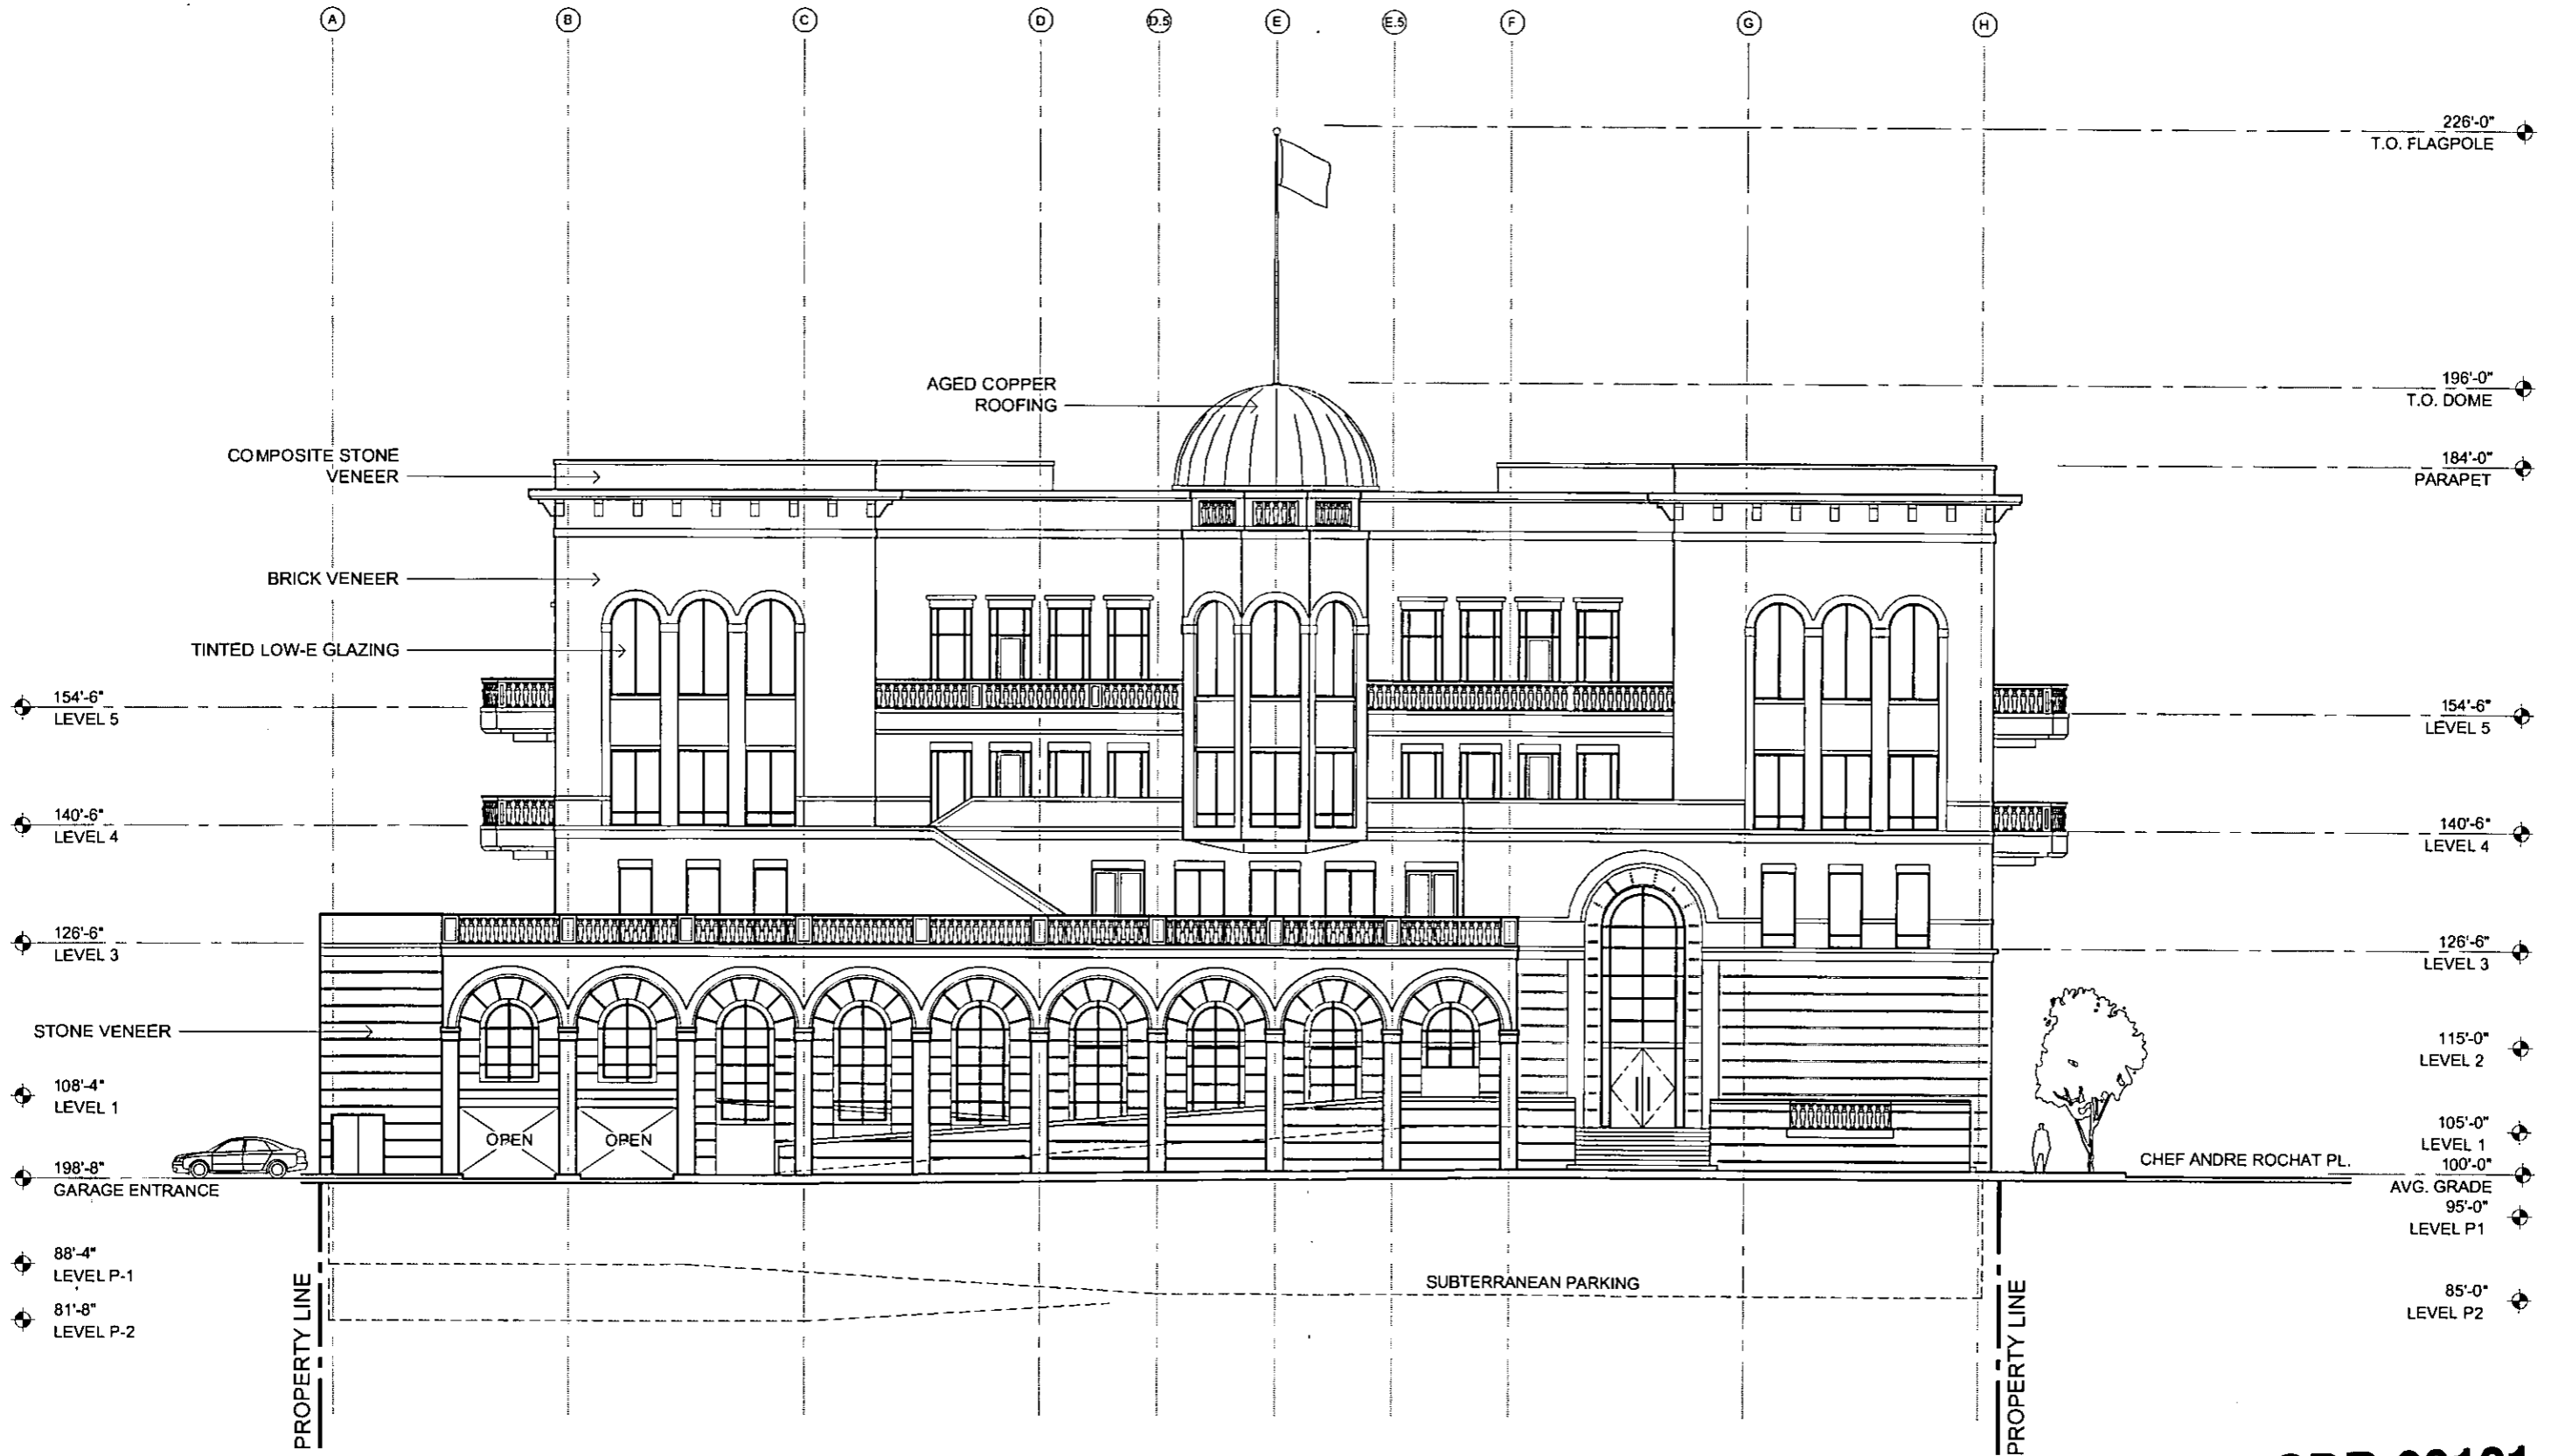 A
B
C
D
D.5
E
E.5
F
G
H
226'-0"
T.O. FLAGPOLE
AGED COPPER
ROOFING
196'-0"
T.O. DOME
COMPOSITE STONE
VENEER
184'-0"
PARAPET
BRICK VENEER
TINTED LOW-E GLAZING
154'-6"
LEVEL 5
154'-6"
LEVEL 5
140'-6"
LEVEL 4
140'-6"
LEVEL 4
126'-6"
LEVEL 3
126'-6"
LEVEL 3
STONE VENEER
115'-0"
LEVEL 2
108'-4"
LEVEL 1
OPEN
OPEN
105'-0"
LEVEL 1
CHEF ANDRE ROCHAT PL.
198'-8"
GARAGE ENTRANCE
100'-0"
AVG. GRADE
95'-0"
LEVEL P1
88'-4"
LEVEL P-1
SUBTERRANEAN PARKING
85'-0"
LEVEL P2
81'-8"
LEVEL P-2
PROPERTY LINE
PROPERTY LINE